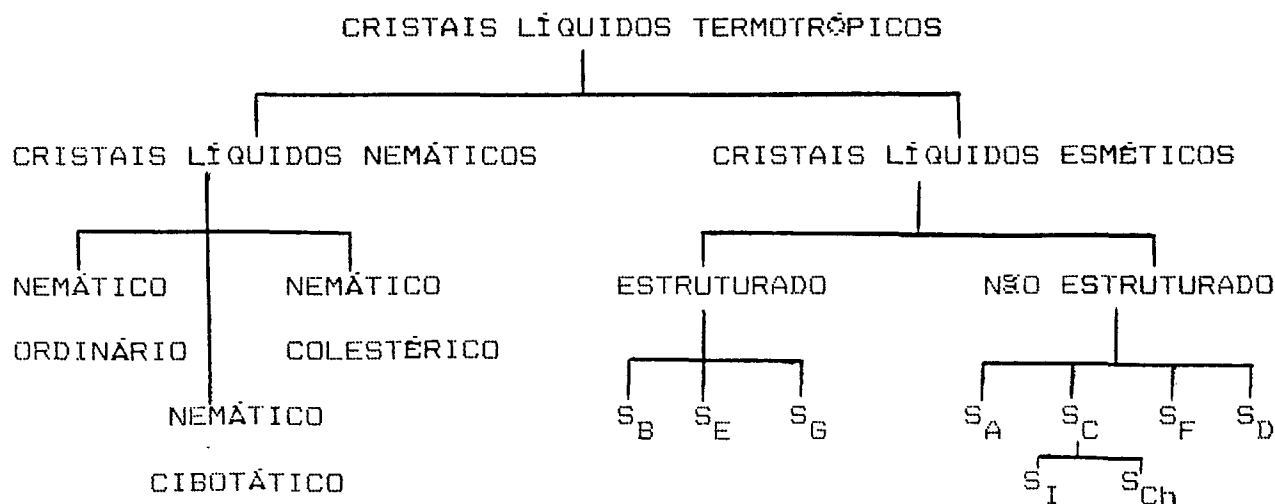 CRISTAIS LÍQUIDOS TERMOTRÓPICOS
CRISTAIS LÍQUIDOS NEMÁTICOS CRISTAIS LÍQUIDOS ESMÉTICOS
NEMÁTICO NEMÁTICO ESTRUTURADO NÃO ESTRUTURADO
ORDINÁRIO COLESTÉRICO
S_B S_E S_G S_A S_C S_F S_D
NEMÁTICO
S_I S_Ch
CIBOTÁTICO